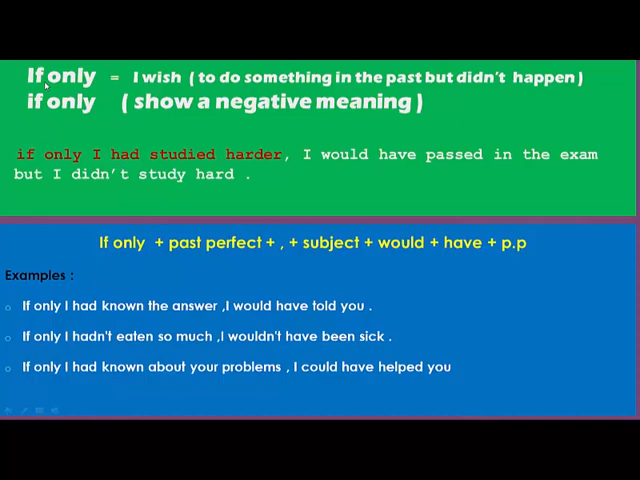 If only = I wish ( to do something in the past but didn't happen )
if only ( show a negative meaning )
if only I had studied harder, I would have passed in the exam
but I didn't study hard .
If only + past perfect + , + subject + would + have + p.p
Examples :
If only I had known the answer ,I would have told you .
If only I hadn't eaten so much ,I wouldn't have been sick .
If only I had known about your problems , I could have helped you